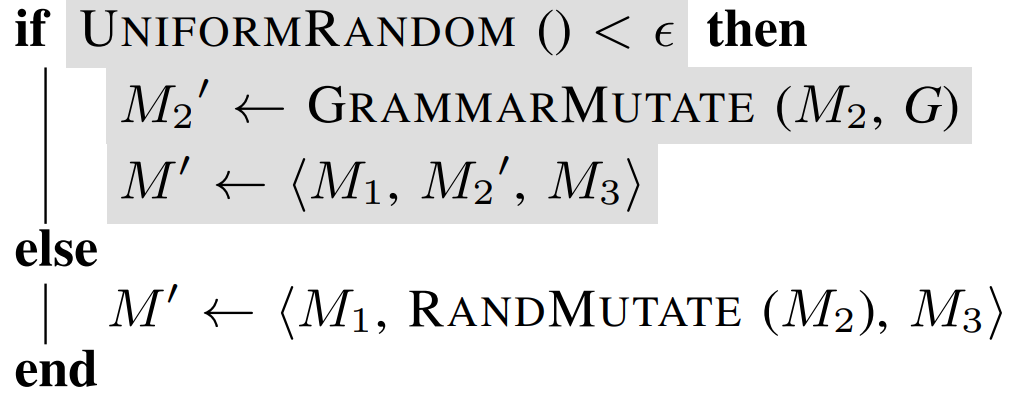 if UNIFORMRANDOM () < ϵ then
M₂′ ← GRAMMARMUTATE (M₂, G)
M′ ← ⟨M₁, M₂′, M₃⟩
else
M′ ← ⟨M₁, RANDMUTATE (M₂), M₃⟩
end